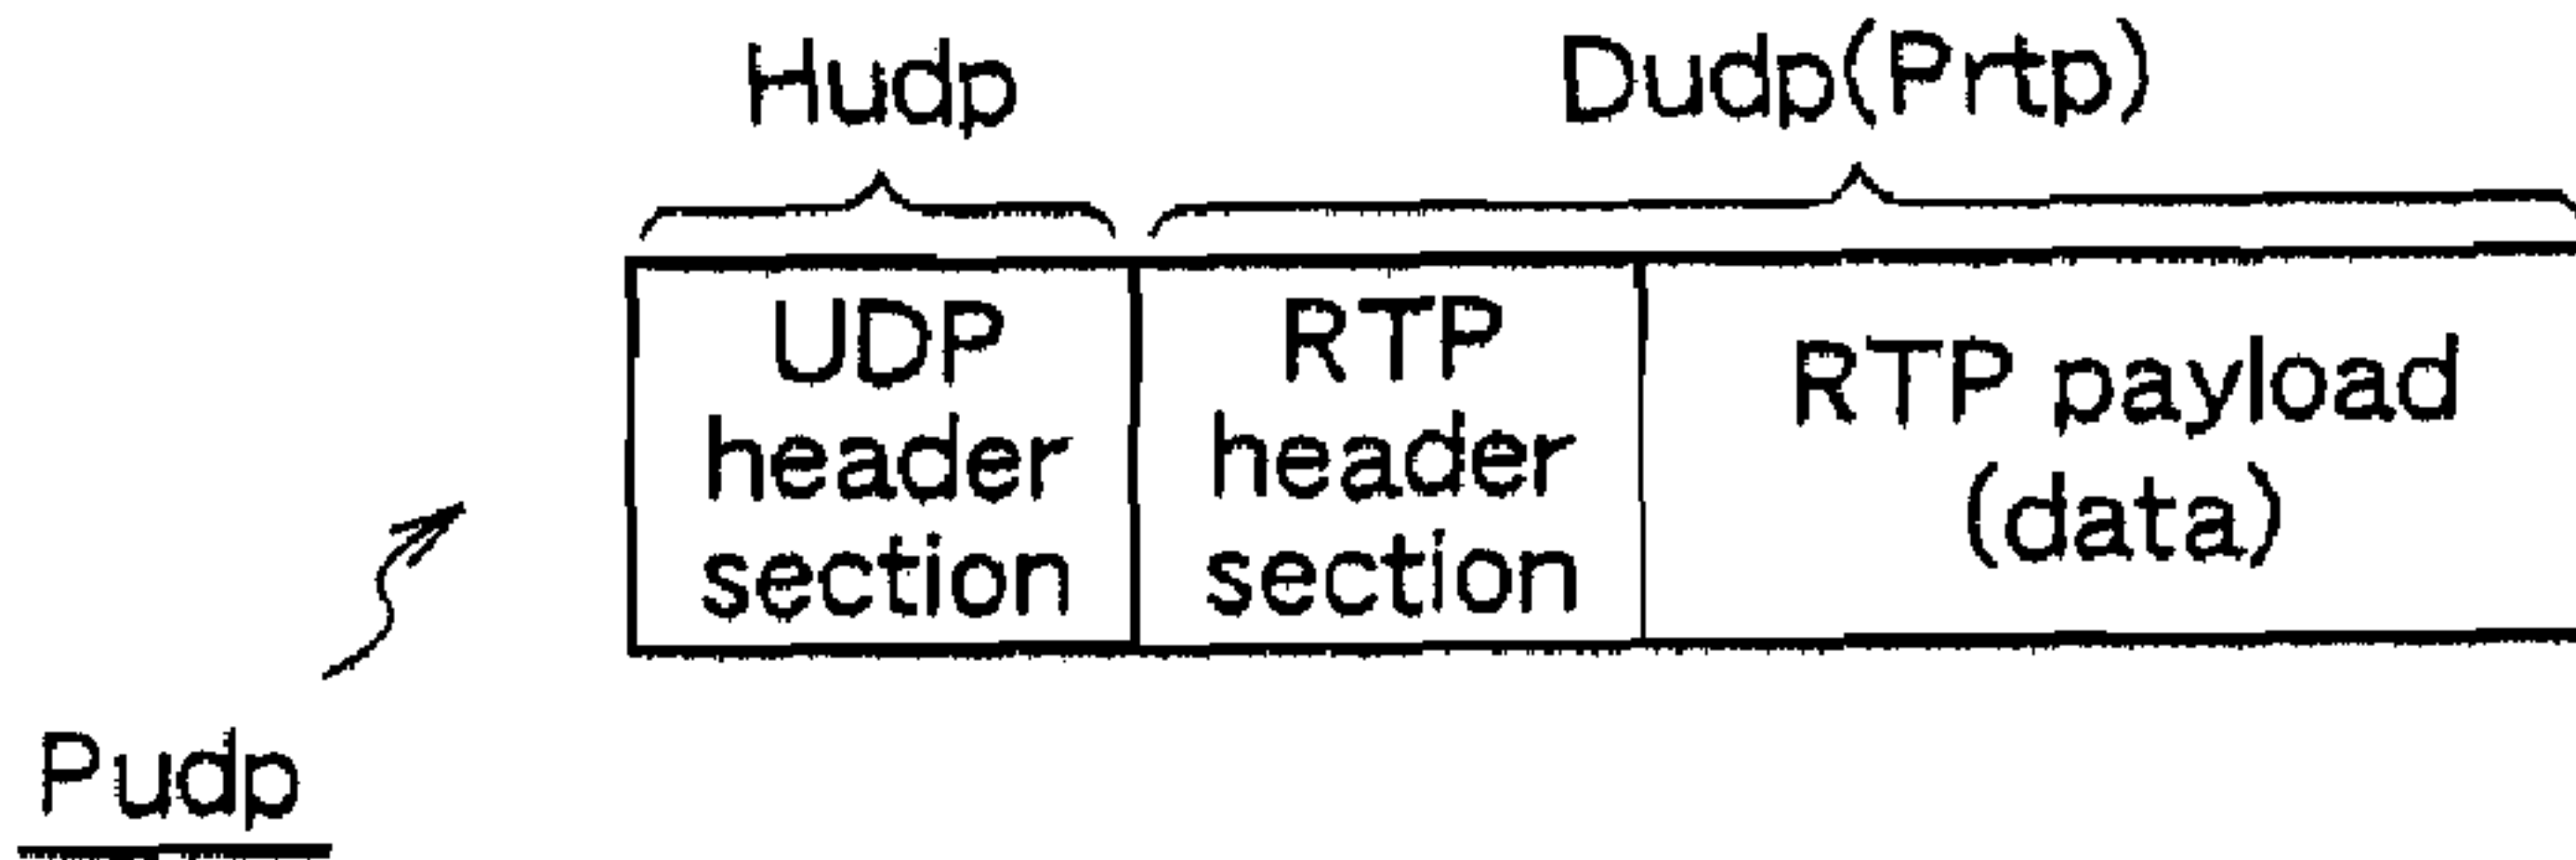 Hudp
Dudp(Prtp)
UDP
header
section
RTP
header
section
RTP payload
(data)
Pudp